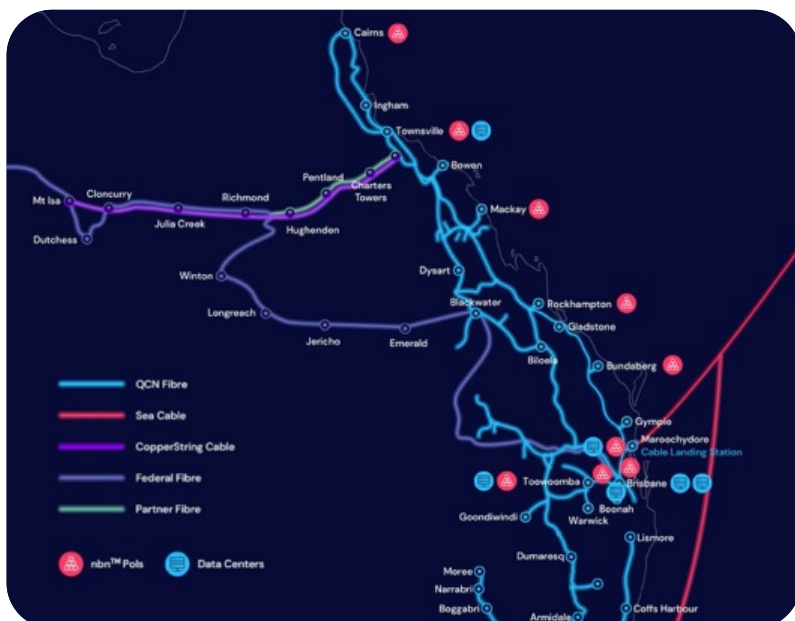 Cairns
Ingham
Townsville
Bowen
Pentland
Charters
Towers
Mt Isa
Cloncurry
Richmond
Julia Creek
Hughenden
Mackay
Dutchess
Winton
Dysart
Longreach
Blackwater
Rockhampton
Gladstone
Jericho
Emerald
Biloela
Bundaberg
QCN Fibre
Sea Cable
CopperString Cable
Federal Fibre
Partner Fibre
nbn™ PoIs
Data Centers
Gympie
Maroochydore
Cable Landing Station
Toowoomba
Brisbane
Boonah
Warwick
Goondiwindi
Lismore
Dumaresq
Moree
Narrabri
Boggabri
Armidale
Coffs Harbour